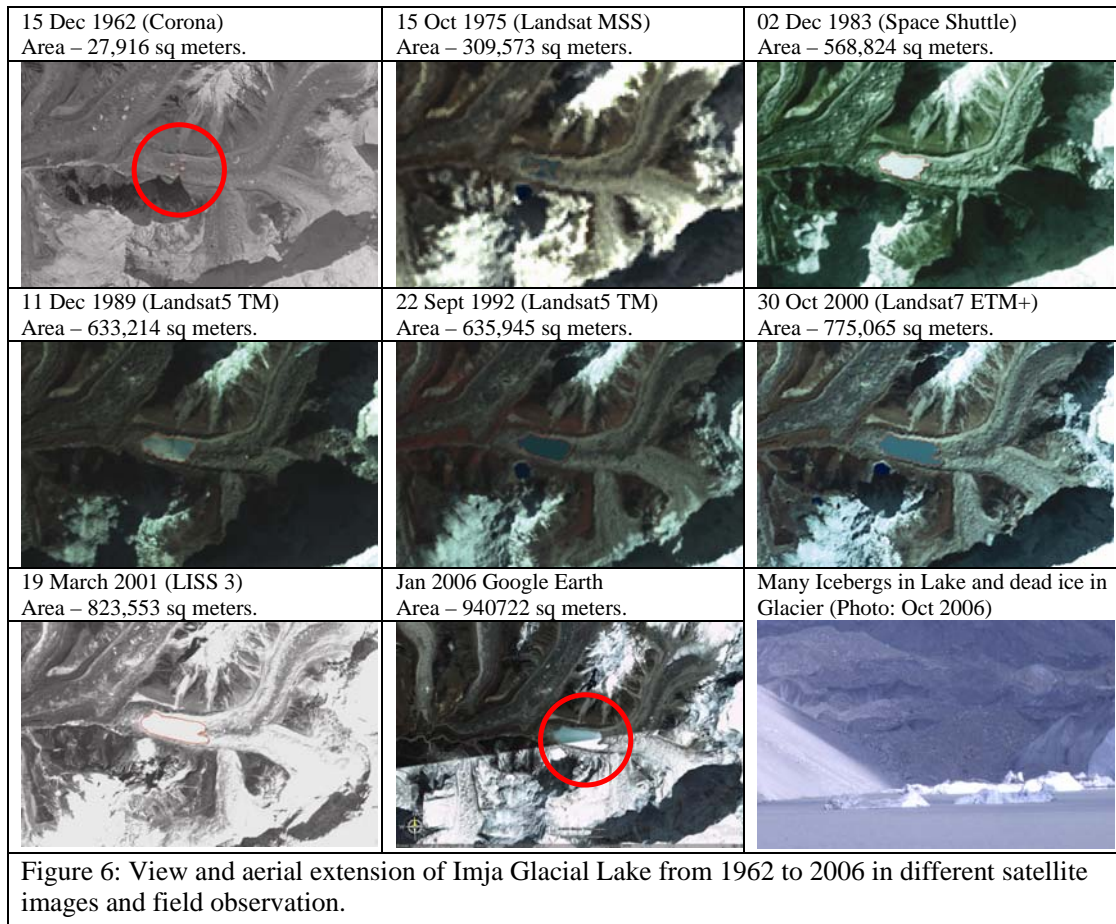 15 Dec 1962 (Corona)
Area – 27,916 sq meters.
15 Oct 1975 (Landsat MSS)
Area – 309,573 sq meters.
02 Dec 1983 (Space Shuttle)
Area – 568,824 sq meters.
11 Dec 1989 (Landsat5 TM)
Area – 633,214 sq meters.
22 Sept 1992 (Landsat5 TM)
Area – 635,945 sq meters.
30 Oct 2000 (Landsat7 ETM+)
Area – 775,065 sq meters.
19 March 2001 (LISS 3)
Area – 823,553 sq meters.
Jan 2006 Google Earth
Area – 940722 sq meters.
Many Icebergs in Lake and dead ice in
Glacier (Photo: Oct 2006)
Figure 6: View and aerial extension of Imja Glacial Lake from 1962 to 2006 in different satellite
images and field observation.